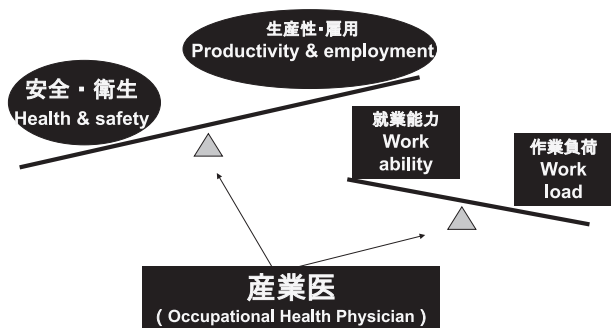 生産性・雇用
Productivity & employment
安全・衛生
Health & safety
就業能力
Work
ability
作業負荷
Work
load
産業医
( Occupational Health Physician )